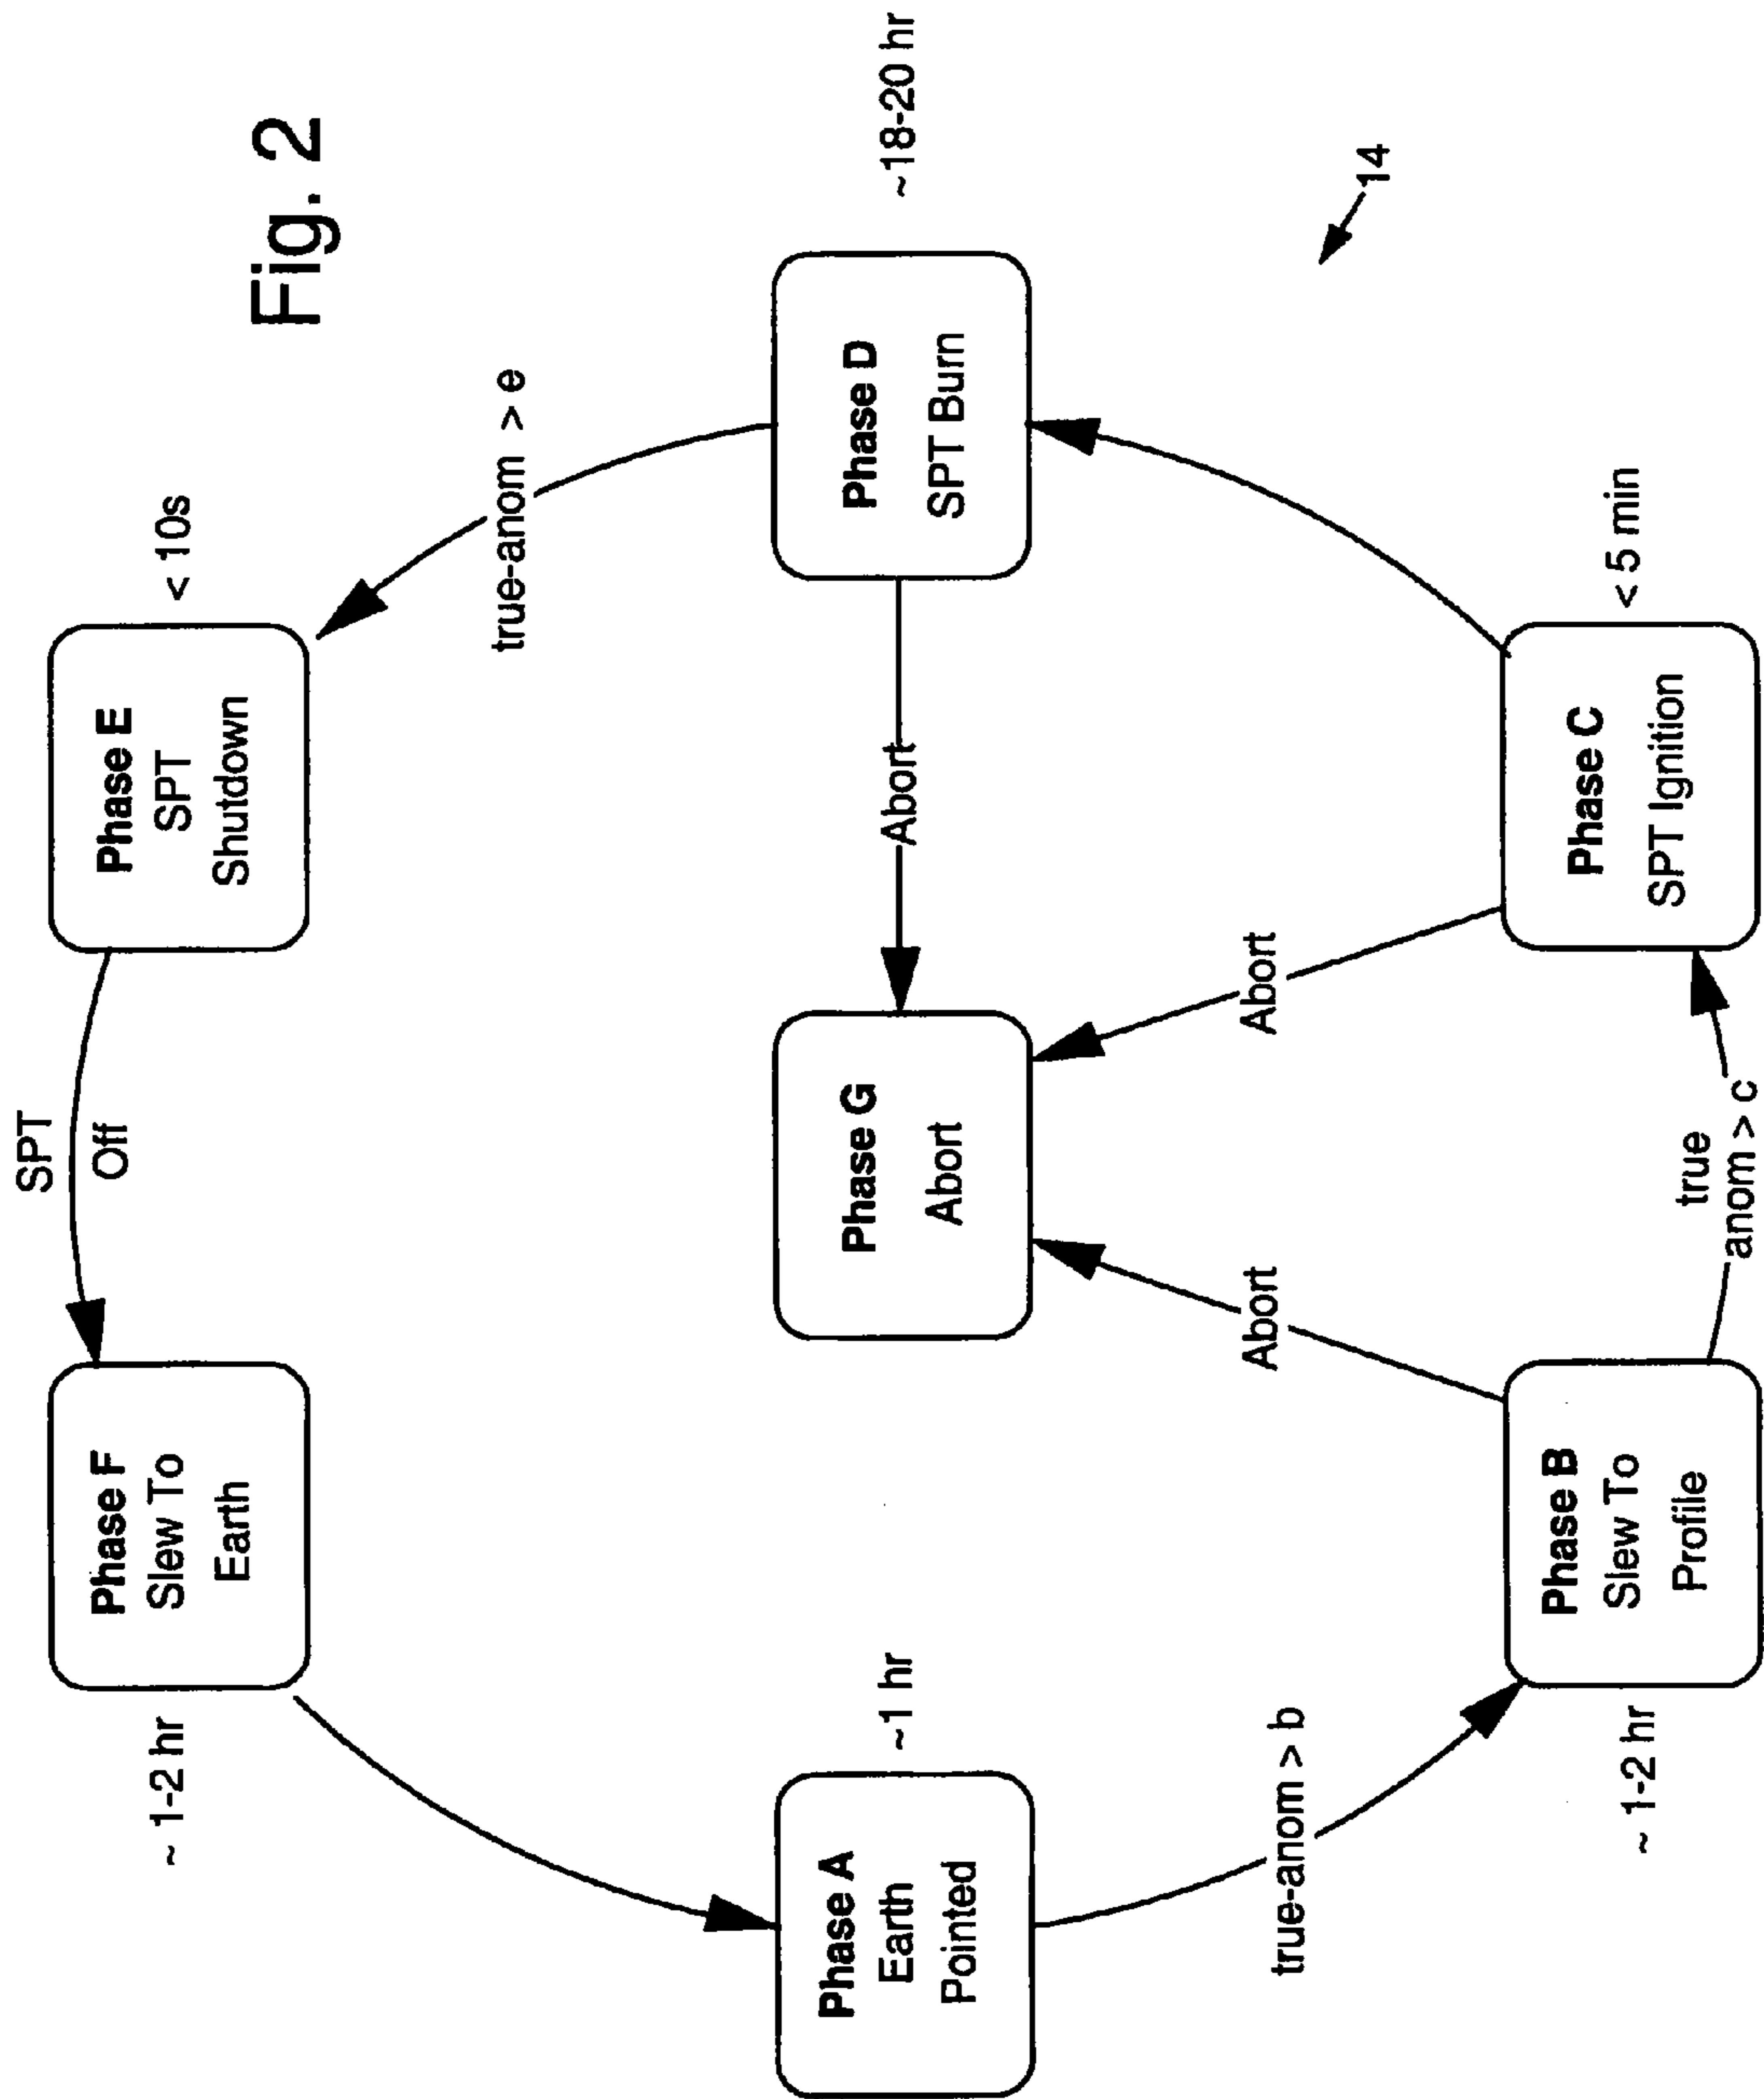 Fig. 2
~ 1-2 hr
Phase F
Slew To
Earth
SPT
Off
Phase E
SPT
Shutdown
< 10s
true-anom > e
Phase A
Earth
Pointed
~1 hr
Phase G
Abort
Abort
Phase D
SPT Burn
~18-20 hr
true-anom > b
Abort
Abort
14
~ 1-2 hr
Phase B
Slew To
Profile
true
anom > c
Phase C
SPT Ignition
< 5 min